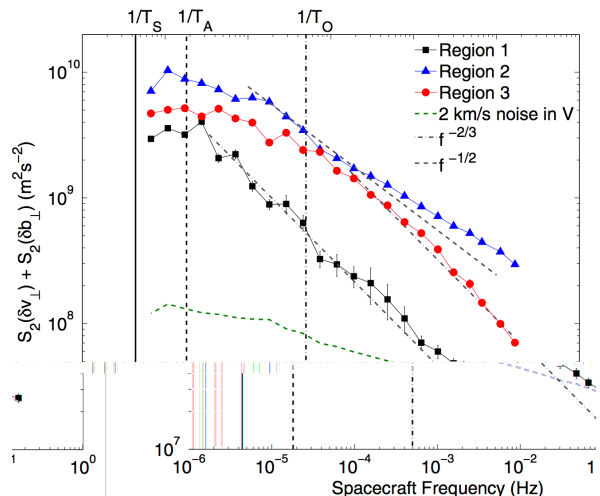 1/T_S 1/T_A 1/T_O
10^10
10^9
10^8
10^7
S_2(δv_⊥) + S_2(δb_⊥) (m^2s^-2)
Region 1
Region 2
Region 3
2 km/s noise in V
f^-2/3
f^-1/2
1 10^0 10^-6 10^-5 10^-4 10^-3 10^-2
Spacecraft Frequency (Hz)